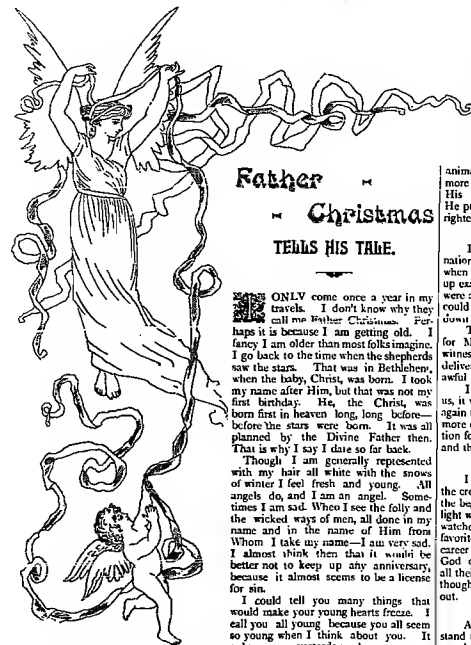 Father
Christmas
TELLS HIS TALE.
I ONLY come once a year in my
travels. I don't know why they
call me Father Christmas. Per-
haps it is because I am getting old. I
fancy I am older than most folks imagine.
I go back to the time when the shepherds
saw the stars. That was in Bethlehem,
when the baby, Christ, was born. I took
my name after Him, but that was not my
first birthday. He, the Christ, was
born first in heaven long, long before—
before the stars were born. It was all
planned by the Divine Father then.
That is why I say I date so far back.
Though I am generally represented
with my hair all white with the snows
of winter I feel fresh and young. All
angels do, and I am an angel. Some-
times I am sad. When I see the folly and
the wicked ways of men, all done in my
name and in the name of Him from
Whom I take my name—I am very sad.
I almost think then that it would be
better not to keep up any anniversary,
because it almost seems to be a license
for sin.
I could tell you many things that
would make your young hearts freeze. I
call you all young because you all seem
so young when I think about you. It
anima
more
His
He p
righte
I
nation
when
up exa
were a
could
down
T
for M
witnes
deliver
awful
I
us, it w
again
more
tion fo
and th
I
the cre
the be
light w
watche
favorit
career
God
all the
though
out.
A
stand